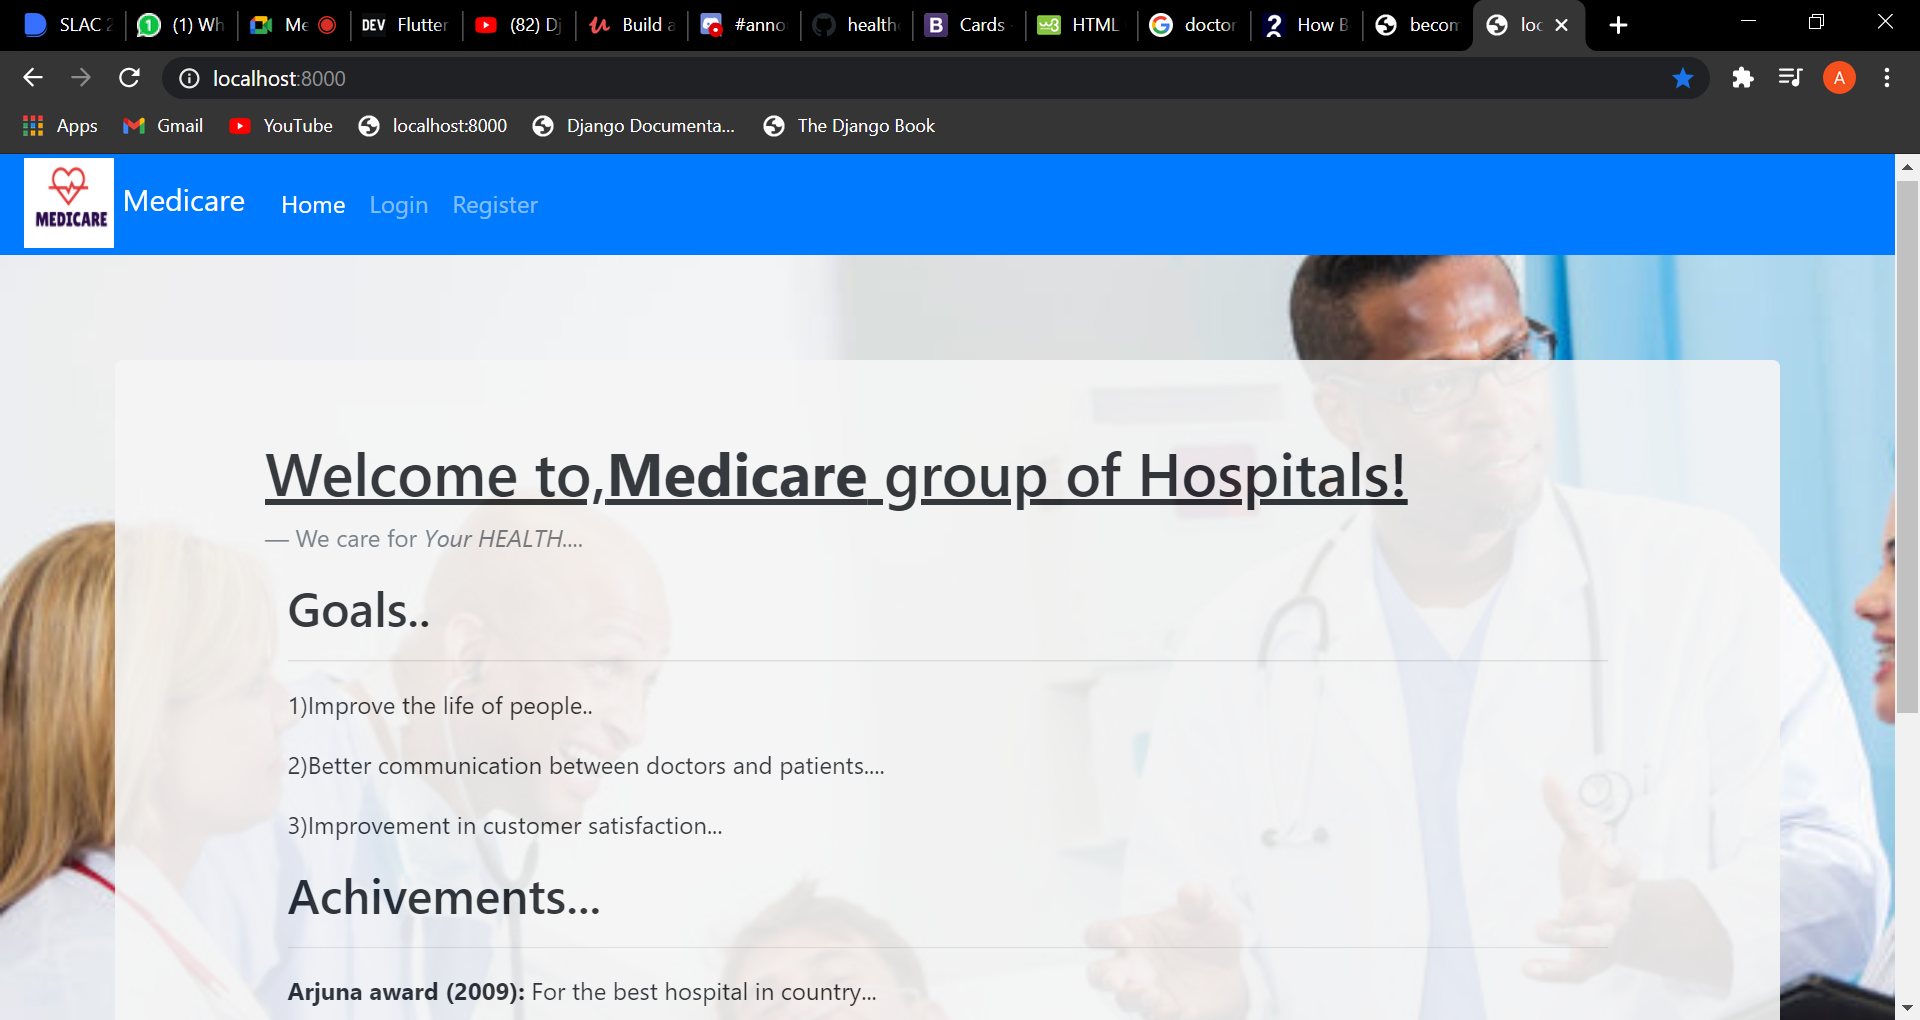 SLAC 2 (1) Wh Me DEV Flutter (82) Dj Build a #anno health B Cards w3 HTML doctor How B becom loc
localhost:8000 A
Apps Gmail YouTube localhost:8000 Django Documenta... The Django Book
MEDICARE Medicare Home Login Register
Welcome to,Medicare group of Hospitals!
— We care for Your HEALTH....
Goals..
1)Improve the life of people..
2)Better communication between doctors and patients....
3)Improvement in customer satisfaction...
Achivements...
Arjuna award (2009): For the best hospital in country...